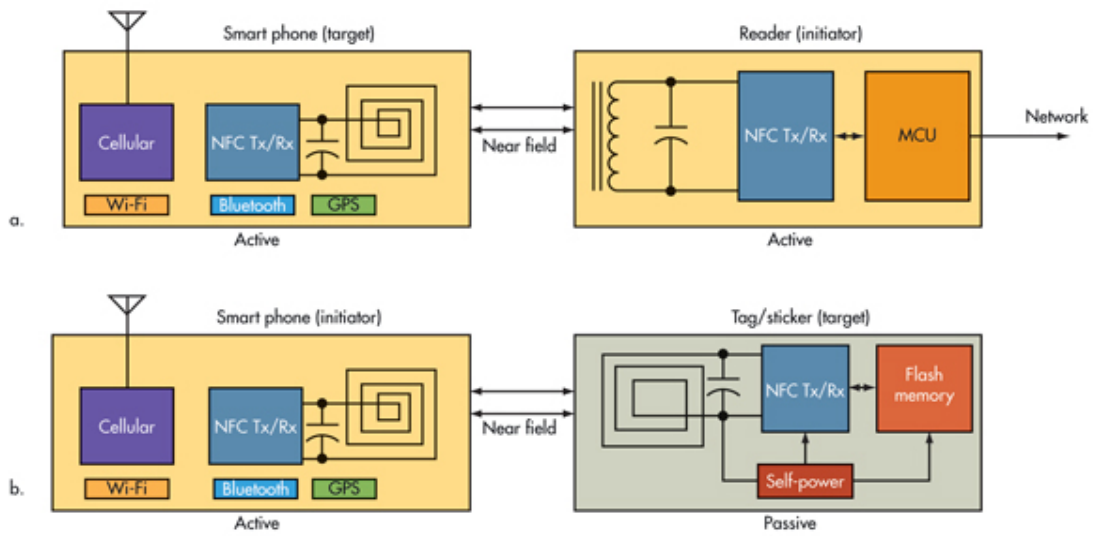 Smart phone (target)
Reader (initiator)
Cellular
NFC Tx/Rx
Near field
NFC Tx/Rx
MCU
Network
Wi-Fi
Bluetooth
GPS
a.
Active
Active
Smart phone (initiator)
Tag/sticker (target)
Cellular
NFC Tx/Rx
Near field
NFC Tx/Rx
Flash
memory
Self-power
Wi-Fi
Bluetooth
GPS
b.
Active
Passive